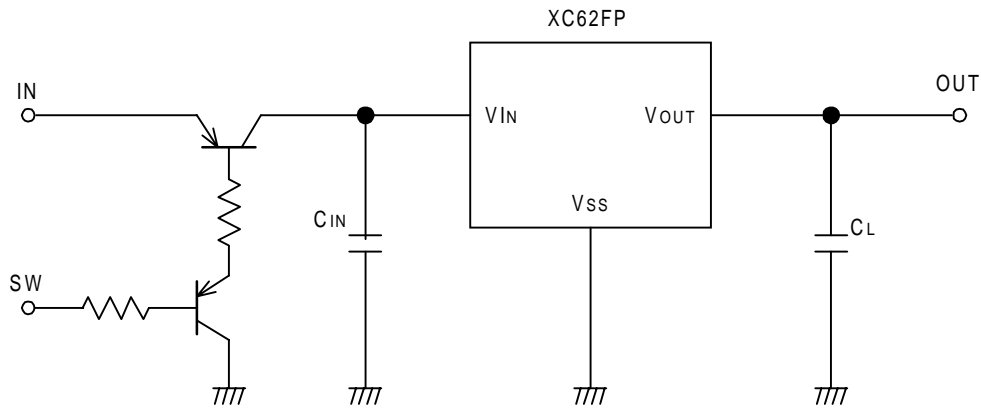 XC62FP
IN
OUT
VIN
VOUT
VSS
CIN
CL
SW